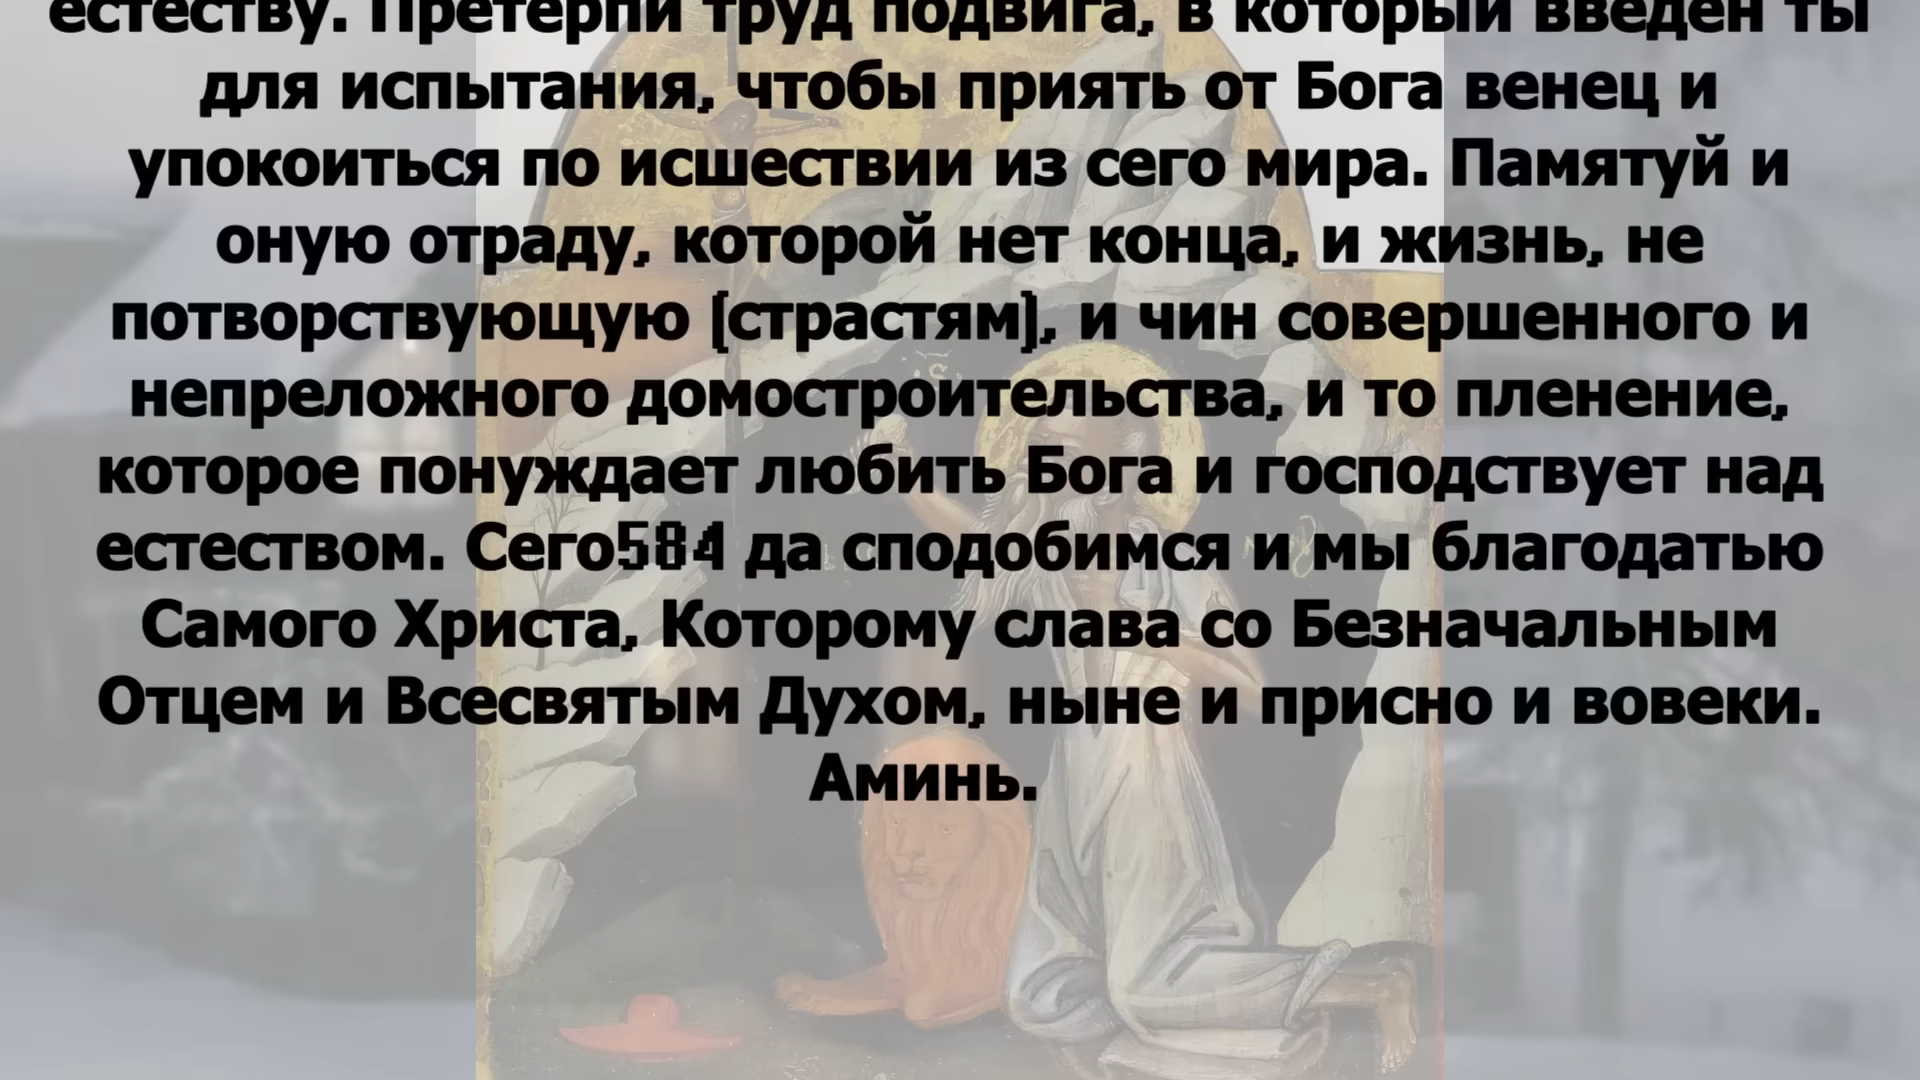 естеству. Претерпи труд подвига, в который введен ты
для испытания, чтобы приять от Бога венец и
упокоиться по исшествии из сего мира. Памятуй и
оную отраду, которой нет конца, и жизнь, не
потворствующую [страстям], и чин совершенного и
непреложного домостроительства, и то пленение,
которое понуждает любить Бога и господствует над
естеством. Сего584 да сподобимся и мы благодатью
Самого Христа, Которому слава со Безначальным
Отцем и Всесвятым Духом, ныне и присно и вовеки.
Аминь.